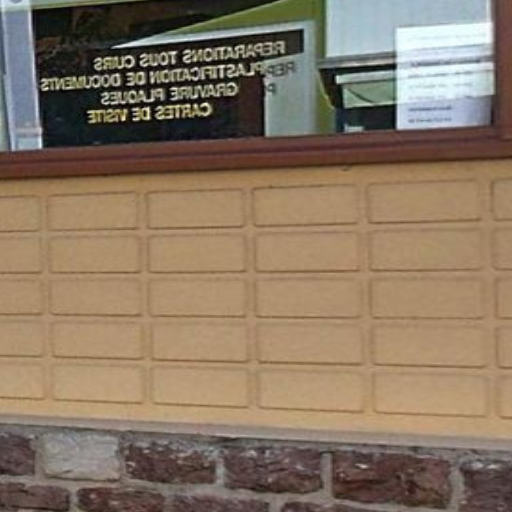 REPARATIONS TOUS CUIRS
PLASTIFICATION DE DOCUMENTS
GRAVURE PLAQUES
CARTES DE VISITE